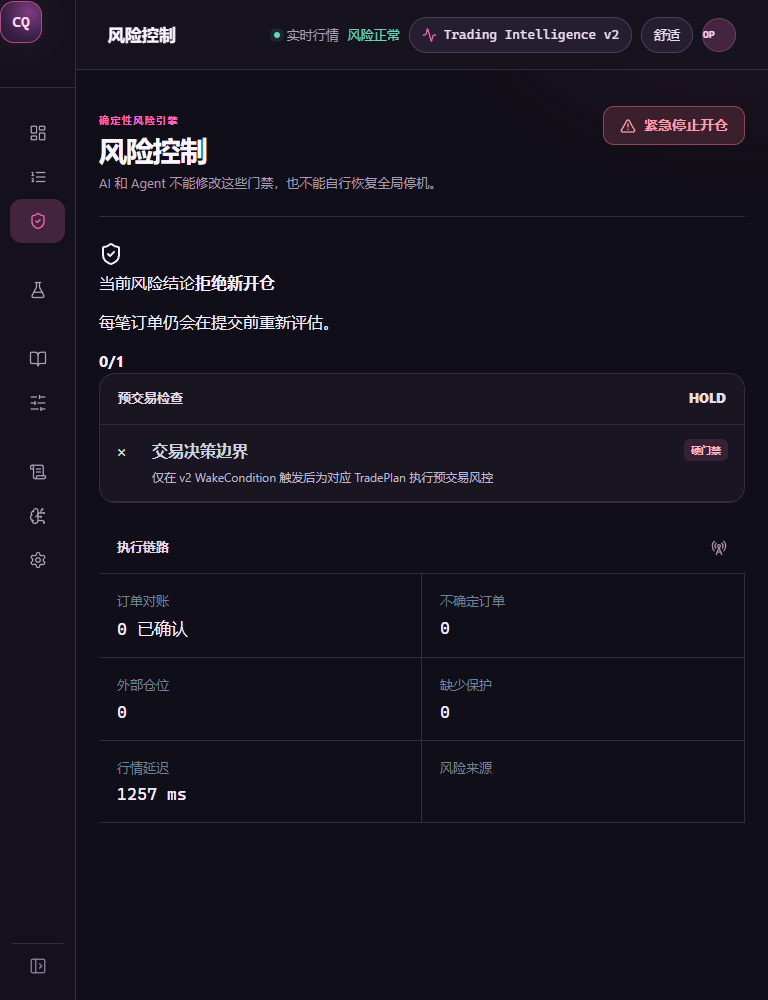 CQ
风险控制
实时行情 风险正常 Trading Intelligence v2 舒适 OP
确定性风险引擎
风险控制
AI 和 Agent 不能修改这些门禁，也不能自行恢复全局停机。
紧急停止开仓
当前风险结论拒绝新开仓
每笔订单仍会在提交前重新评估。
0/1
预交易检查 HOLD
× 交易决策边界 硬门禁
仅在 v2 WakeCondition 触发后为对应 TradePlan 执行预交易风控
执行链路
订单对账 不确定订单
0 已确认 0
外部仓位 缺少保护
0 0
行情延迟 风险来源
1257 ms